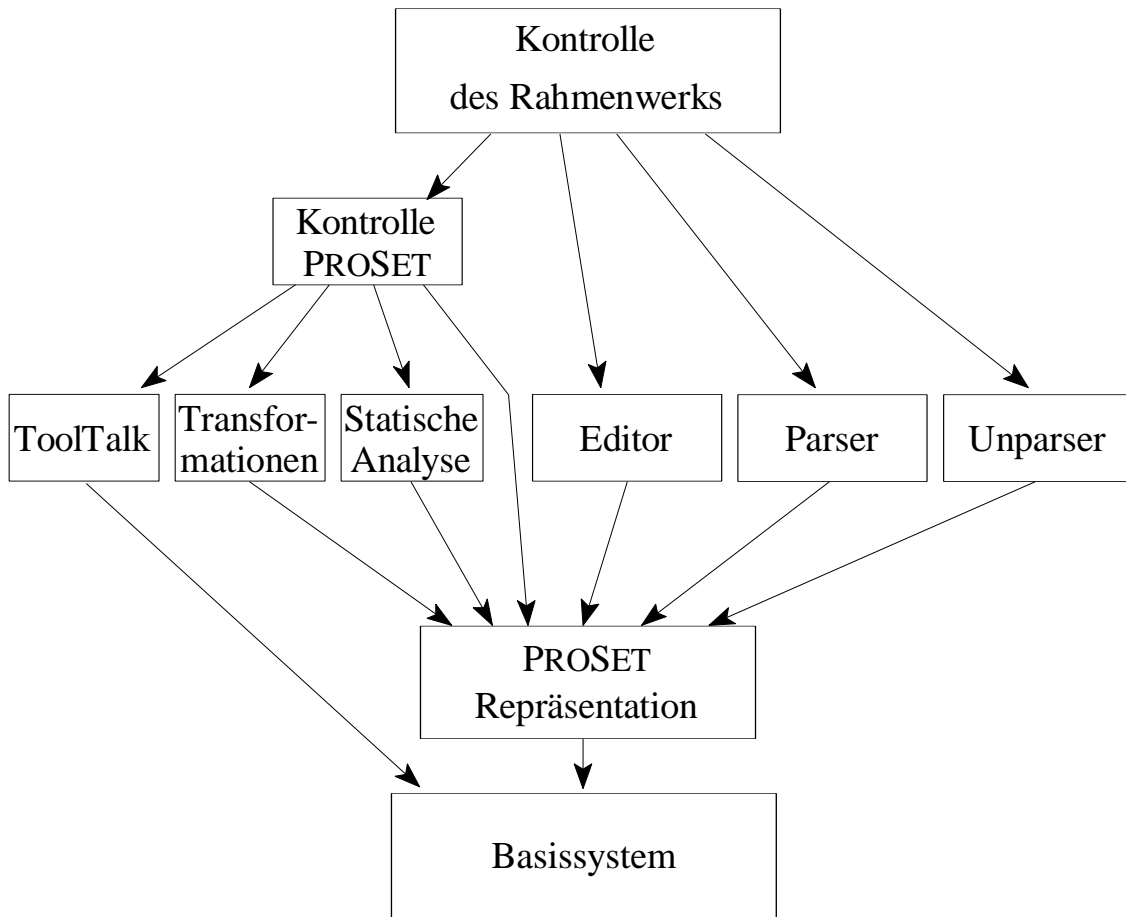 Kontrolle
des Rahmenwerks
Kontrolle
PROSET
ToolTalk
Transfor-
mationen
Statische
Analyse
Editor
Parser
Unparser
PROSET
Repräsentation
Basissystem